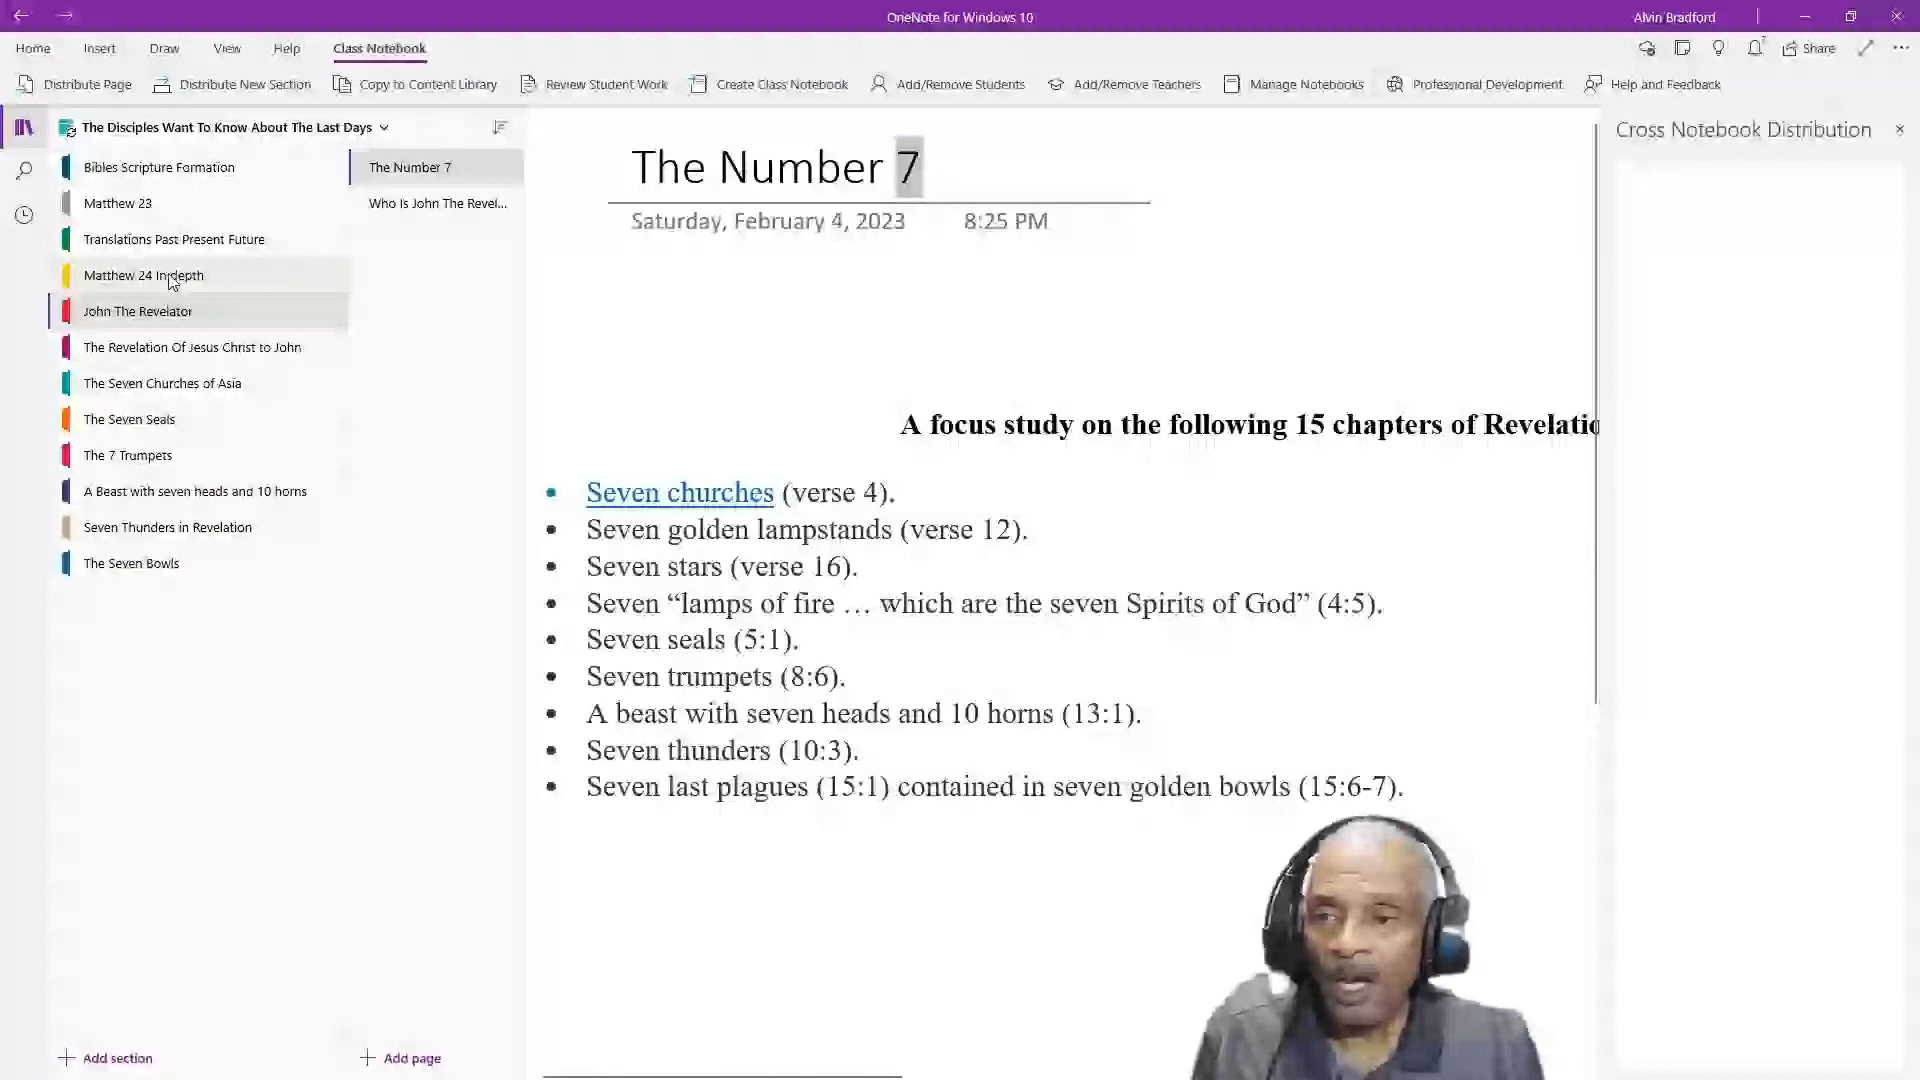 OneNote for Windows 10
Alvin Bradford
Home Insert Draw View Help Class Notebook
Share
Distribute Page Distribute New Section Copy to Content Library Review Student Work Create Class Notebook Add/Remove Students Add/Remove Teachers Manage Notebooks Professional Development Help and Feedback
The Disciples Want To Know About The Last Days
Bibles Scripture Formation
Matthew 23
Translations Past Present Future
Matthew 24 Indepth
John The Revelator
The Revelation Of Jesus Christ to John
The Seven Churches of Asia
The Seven Seals
The 7 Trumpets
A Beast with seven heads and 10 horns
Seven Thunders in Revelation
The Seven Bowls
Add section
The Number 7
Who Is John The Revel...
Add page
The Number 7
Saturday, February 4, 2023 8:25 PM
A focus study on the following 15 chapters of Revelatio
• Seven churches (verse 4).
• Seven golden lampstands (verse 12).
• Seven stars (verse 16).
• Seven “lamps of fire … which are the seven Spirits of God” (4:5).
• Seven seals (5:1).
• Seven trumpets (8:6).
• A beast with seven heads and 10 horns (13:1).
• Seven thunders (10:3).
• Seven last plagues (15:1) contained in seven golden bowls (15:6-7).
Cross Notebook Distribution